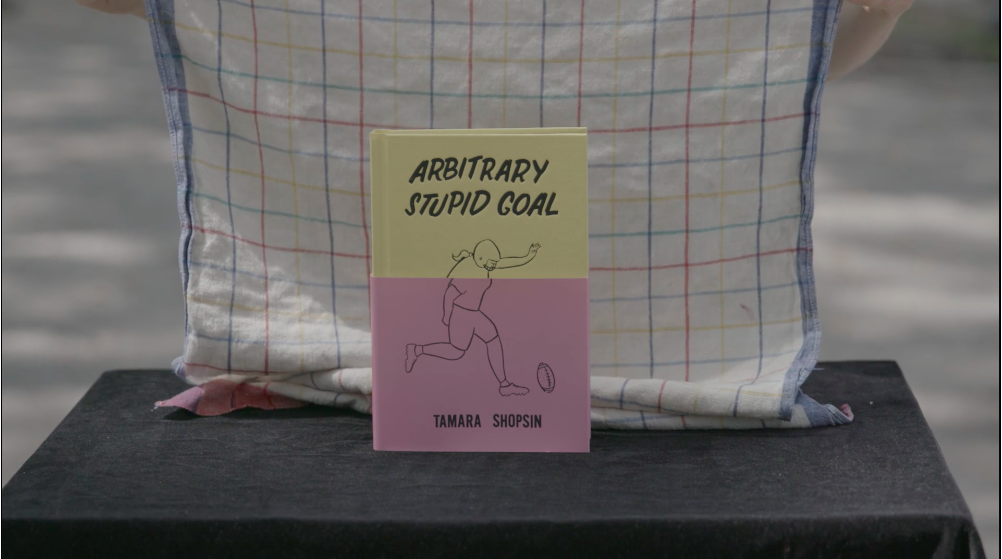 ARBITRARY
STUPID GOAL
TAMARA SHOPSIN